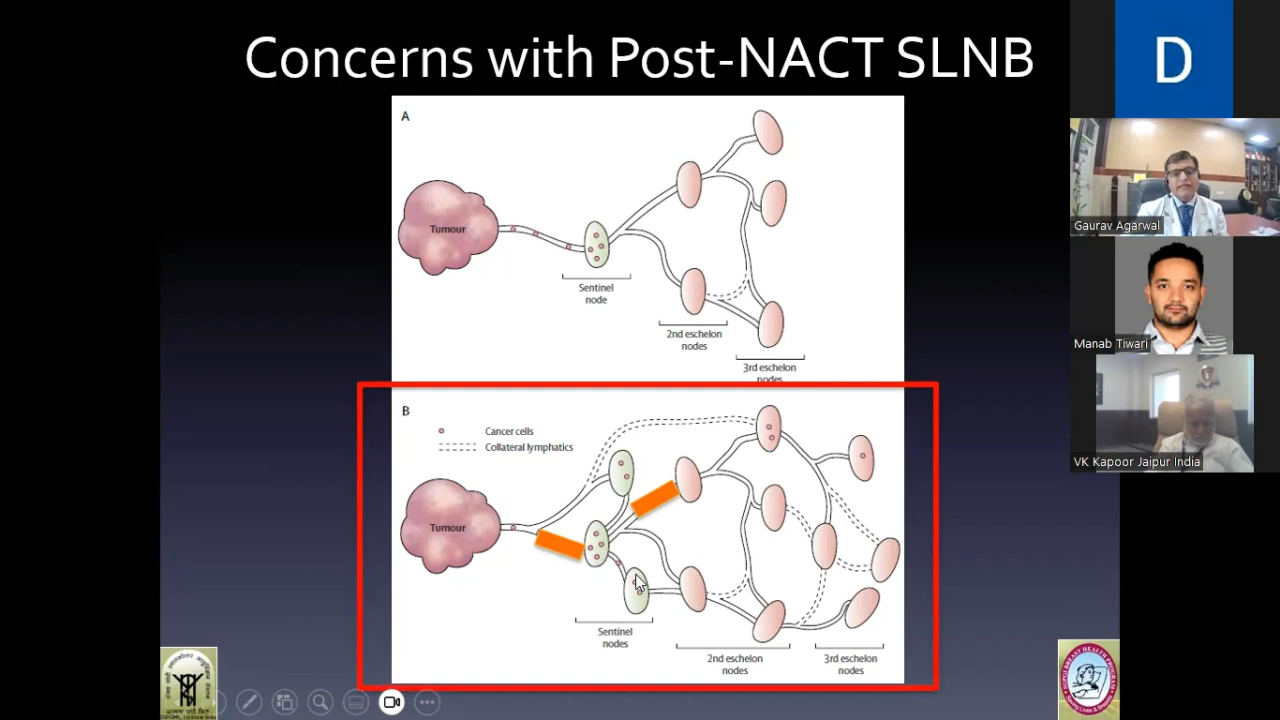 Concerns with Post-NACT SLNB
D
A
Tumour
Sentinel
node
2nd eschelon
nodes
3rd eschelon
nodes
Gaurav Agarwal
Manab Tiwari
VK Kapoor Jaipur India
B
Cancer cells
Collateral lymphatics
Tumour
Sentinel
nodes
2nd eschelon
nodes
3rd eschelon
nodes